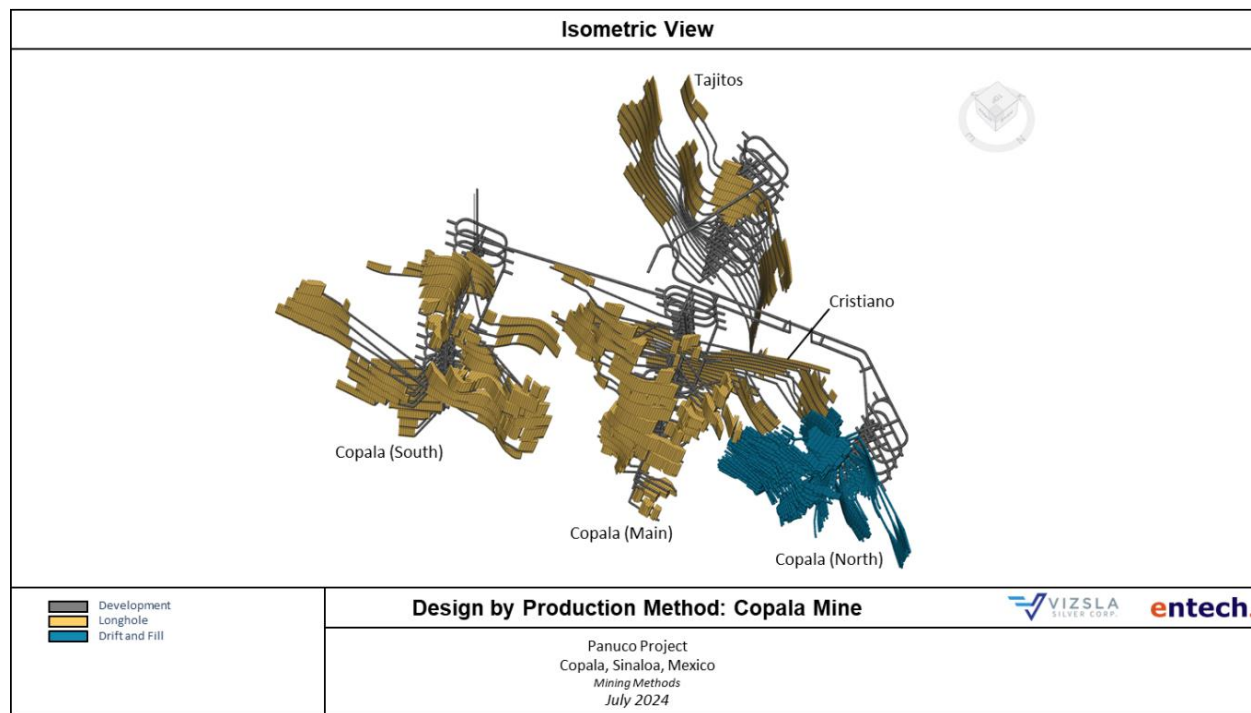 Isometric View
Tajitos
Cristiano
Copala (South)
Copala (Main)
Copala (North)
Development
Longhole
Drift and Fill
Design by Production Method: Copala Mine
VIZSLA
SILVER CORP.
entech.
Panuco Project
Copala, Sinaloa, Mexico
Mining Methods
July 2024